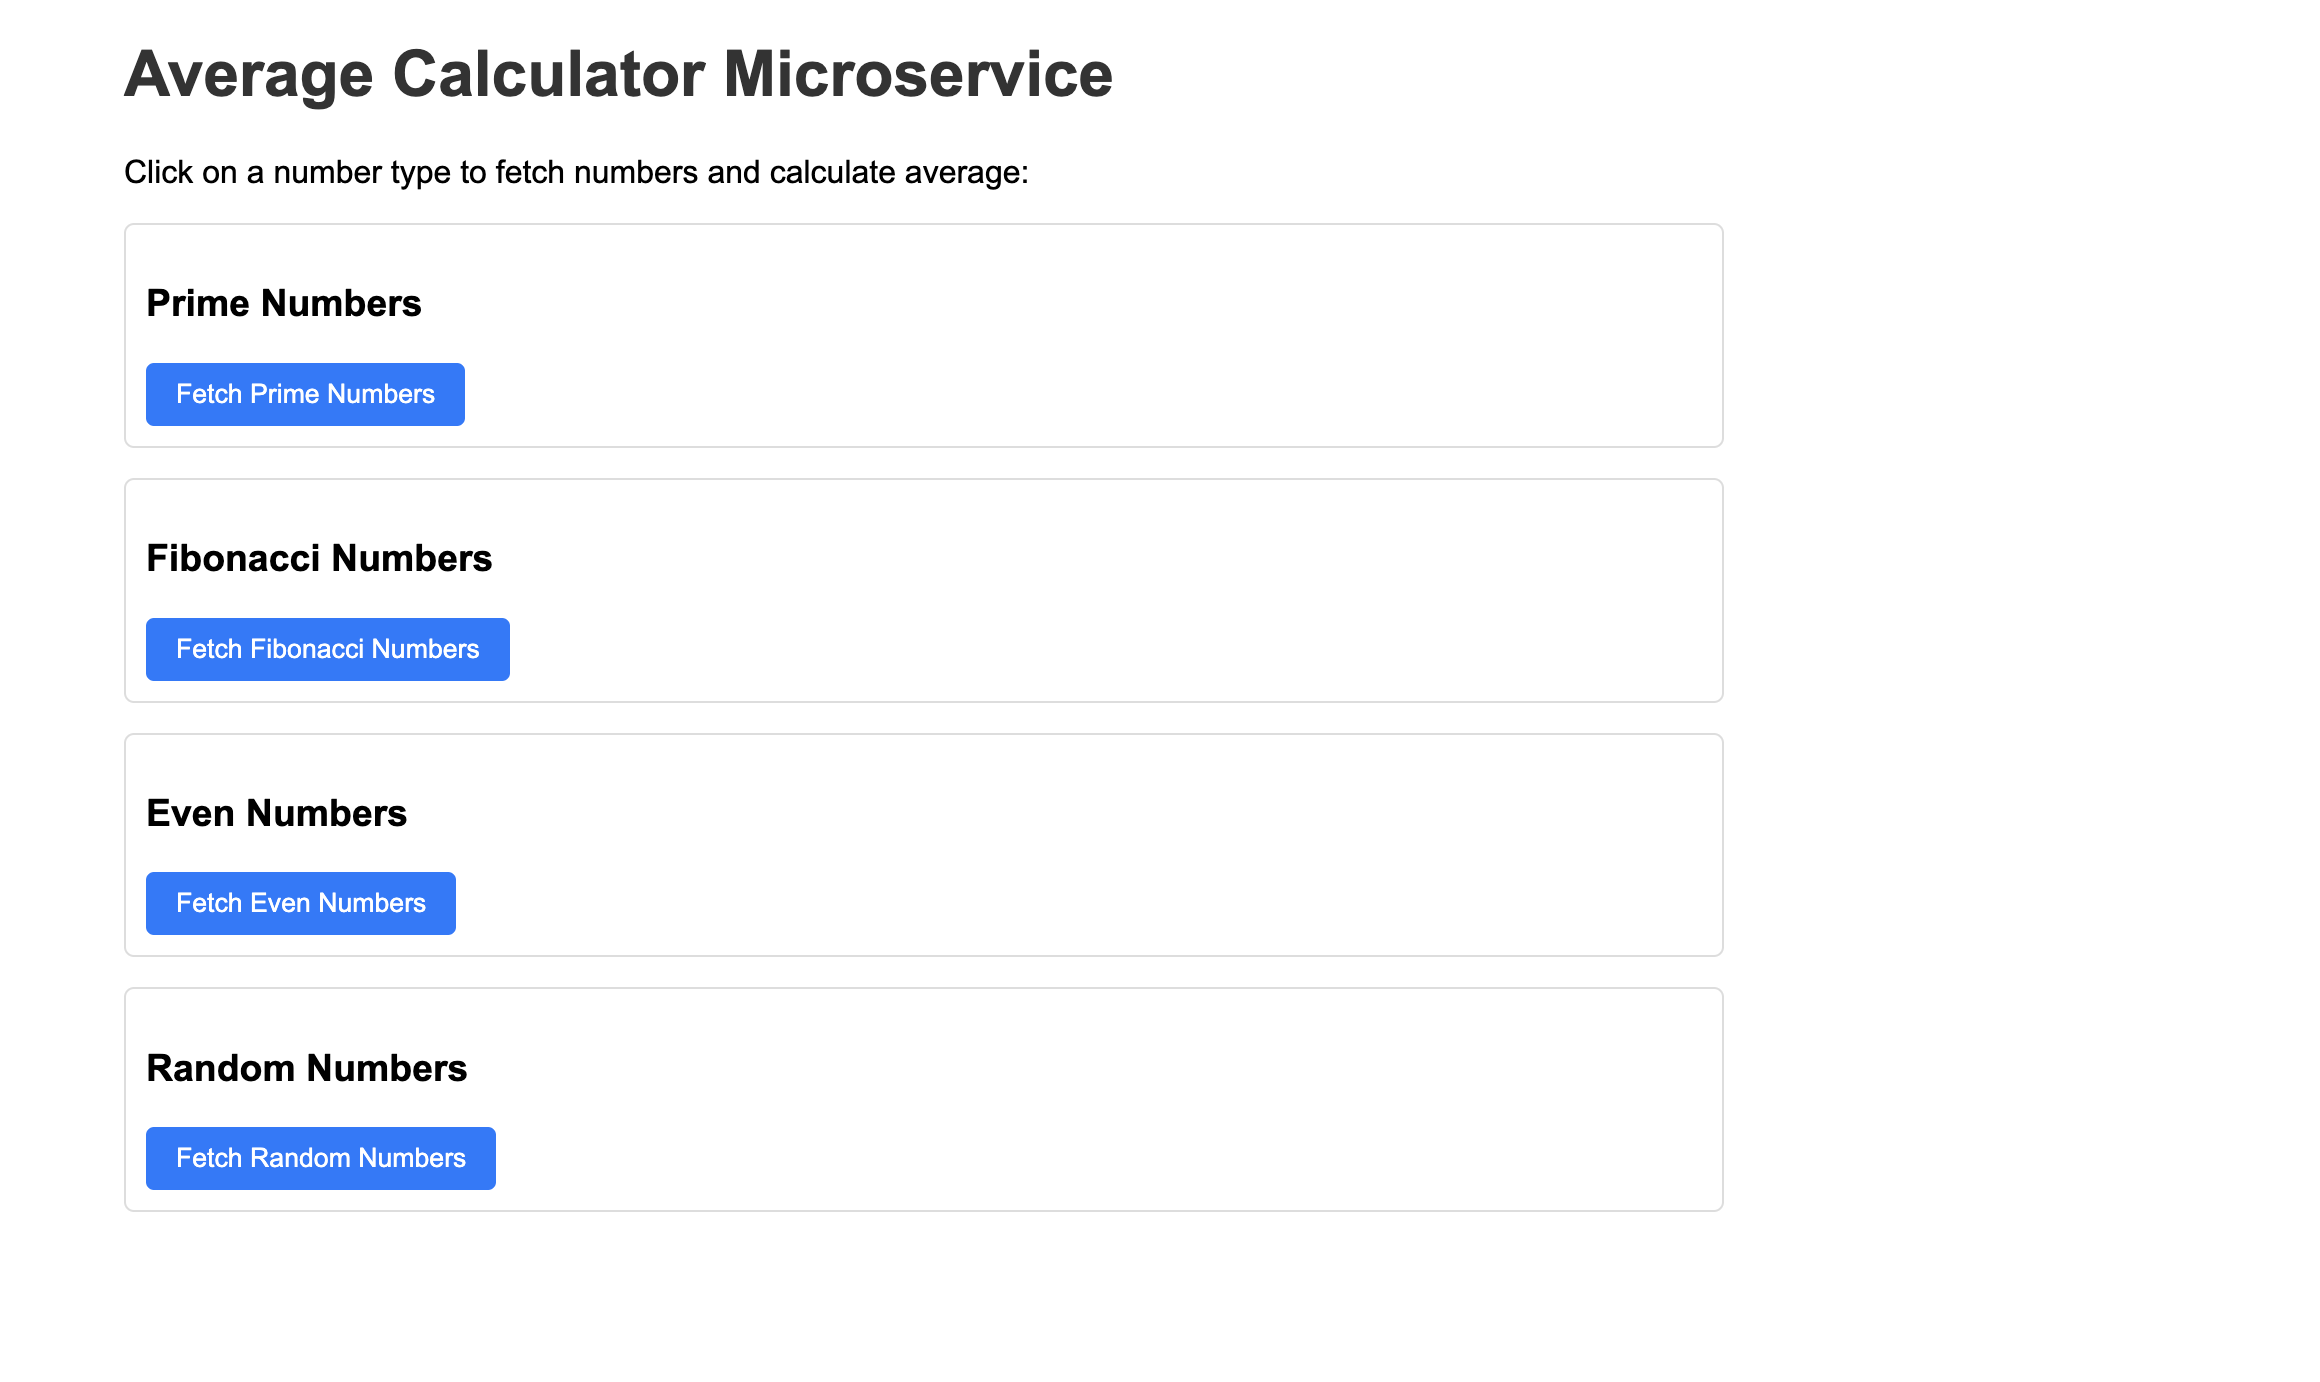 Average Calculator Microservice
Click on a number type to fetch numbers and calculate average:
Prime Numbers
Fetch Prime Numbers
Fibonacci Numbers
Fetch Fibonacci Numbers
Even Numbers
Fetch Even Numbers
Random Numbers
Fetch Random Numbers